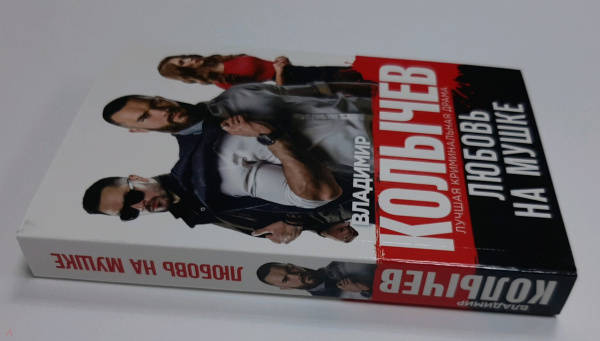 ВЛАДИМИР
КОЛЫЧЕВ
ЛУЧШАЯ КРИМИНАЛЬНАЯ ДРАМА
ЛЮБОВЬ
НА МУШКЕ
ВЛАДИМИР
КОЛЫЧЕВ
ЛЮБОВЬ НА МУШКЕ